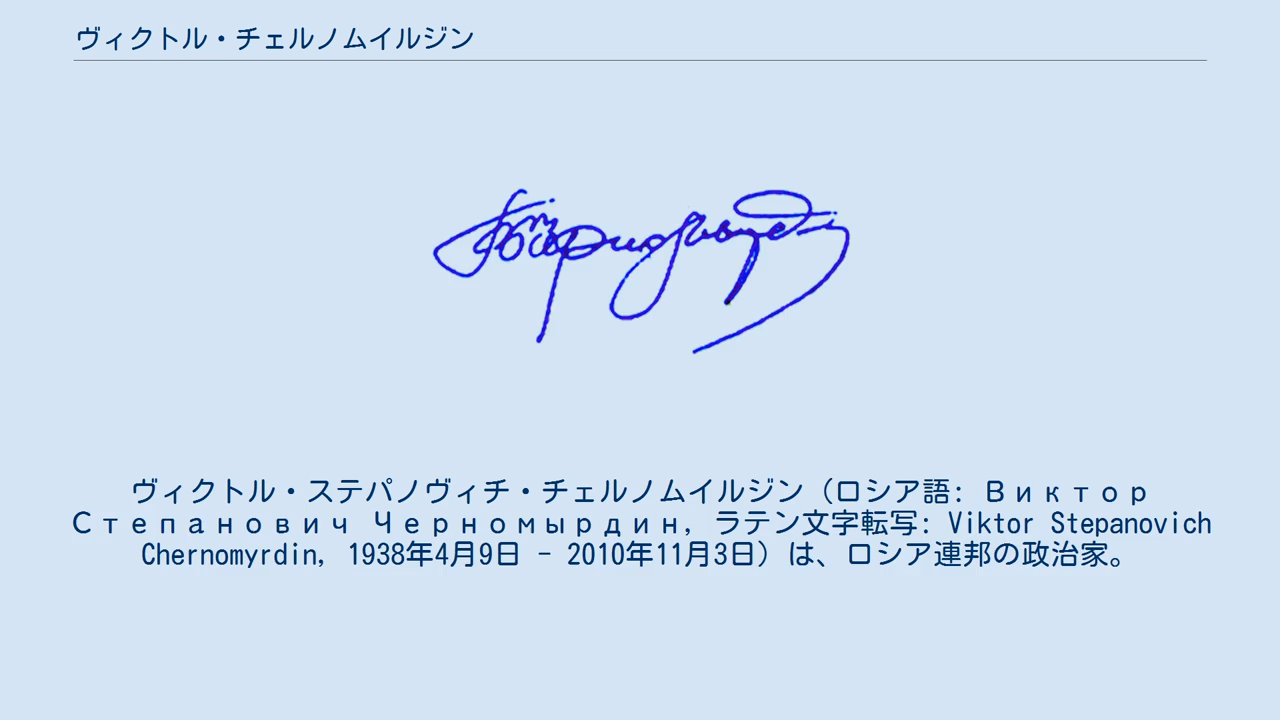 ヴィクトル・チェルノムイルジン
ヴィクトル・ステパノヴィチ・チェルノムイルジン（ロシア語: Виктор
Степанович Черномырдин, ラテン文字転写: Viktor Stepanovich
Chernomyrdin, 1938年4月9日 - 2010年11月3日）は、ロシア連邦の政治家。